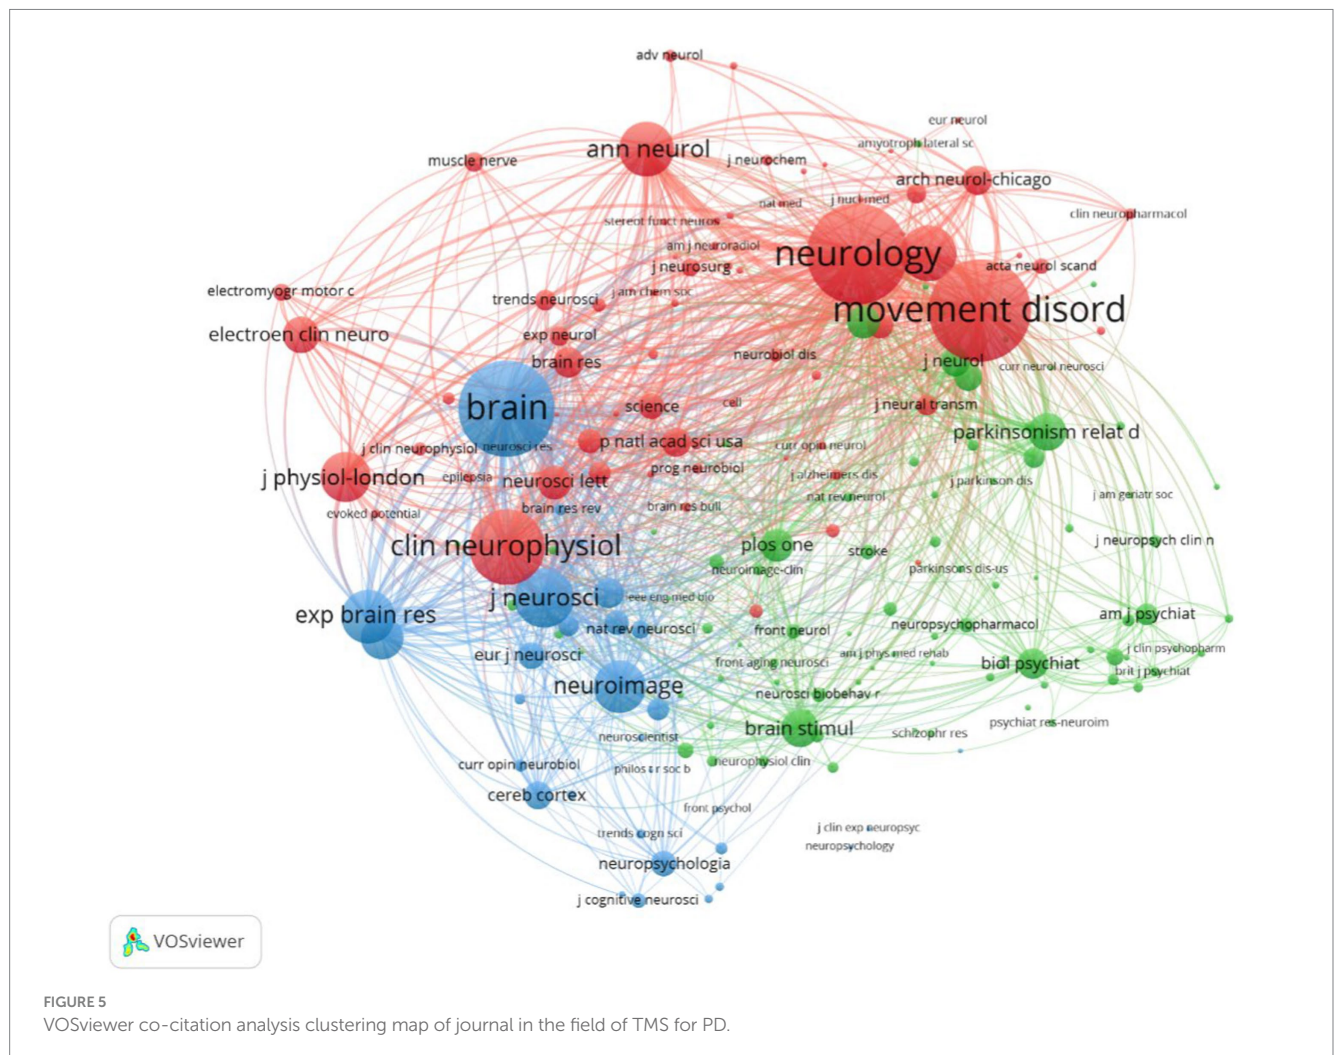 adv neurol
eur neurol
amyotroph lateral sc
ann neurol
j neurochem
muscle nerve
arch neurol-chicago
nat med
j nucl med
clin neuropharmacol
stereot funct neuros
am j neuroradiol
neurology
j neurosurg
acta neurol scand
electromyogr motor c
j am chem soc
trends neurosci
movement disord
electroen clin neuro
exp neurol
neurobiol dis
brain res
j neurol
curr neurol neurosci
brain
science
cell
j neural transm
parkinsonism relat d
p natl acad sci usa
curr opin neurol
j clin neurophysiol
neurosci res
prog neurobiol
j physiol-london
epilepsia
neurosci lett
j alzheimers dis
j parkinson dis
nat rev neurol
j am geriatr soc
evoked potential
brain res rev
brain res bull
clin neurophysiol
plos one
stroke
j neuropsych clin n
neuroimage-clin
parkinsons dis-us
j neurosci
ieee eng med bio
exp brain res
am j psychiat
nat rev neurosci
front neurol
neuropsychopharmacol
eur j neurosci
front aging neurosci
am j phys med rehab
biol psychiat
j clin psychopharm
brit j psychiat
neuroimage
neurosci biobehav r
brain stimul
psychiat res-neuroim
neuroscientist
schizophr res
curr opin neurobiol
philos t r soc b
neurophysiol clin
cereb cortex
front psychol
trends cogn sci
j clin exp neuropsyc
neuropsychology
neuropsychologia
j cognitive neurosci
VOSviewer
FIGURE 5
VOSviewer co-citation analysis clustering map of journal in the field of TMS for PD.